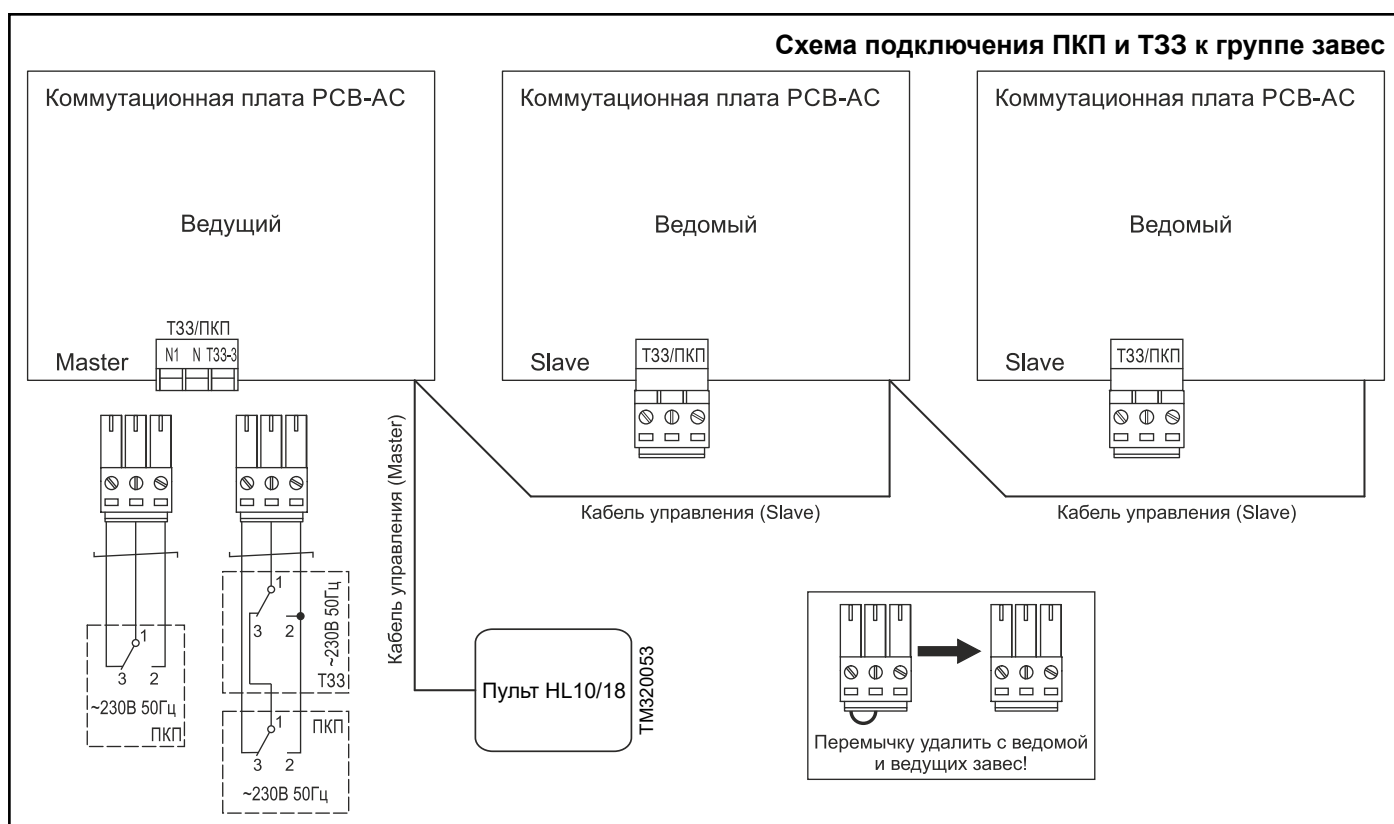 Схема подключения ПКП и ТЗЗ к группе завес
Коммутационная плата PCB-AC
Ведущий
ТЗЗ/ПКП
N1 N ТЗЗ-3
Master
Коммутационная плата PCB-AC
Ведомый
Slave
ТЗЗ/ПКП
Коммутационная плата PCB-AC
Ведомый
Slave
ТЗЗ/ПКП
Кабель управления (Master)
Кабель управления (Slave)
Кабель управления (Slave)
1
3 2
~230В 50Гц
ПКП
1
3 2
~230В 50Гц
ТЗЗ
1
ПКП
3 2
~230В 50Гц
Пульт HL10/18
TM320053
Перемычку удалить с ведомой
и ведущих завес!